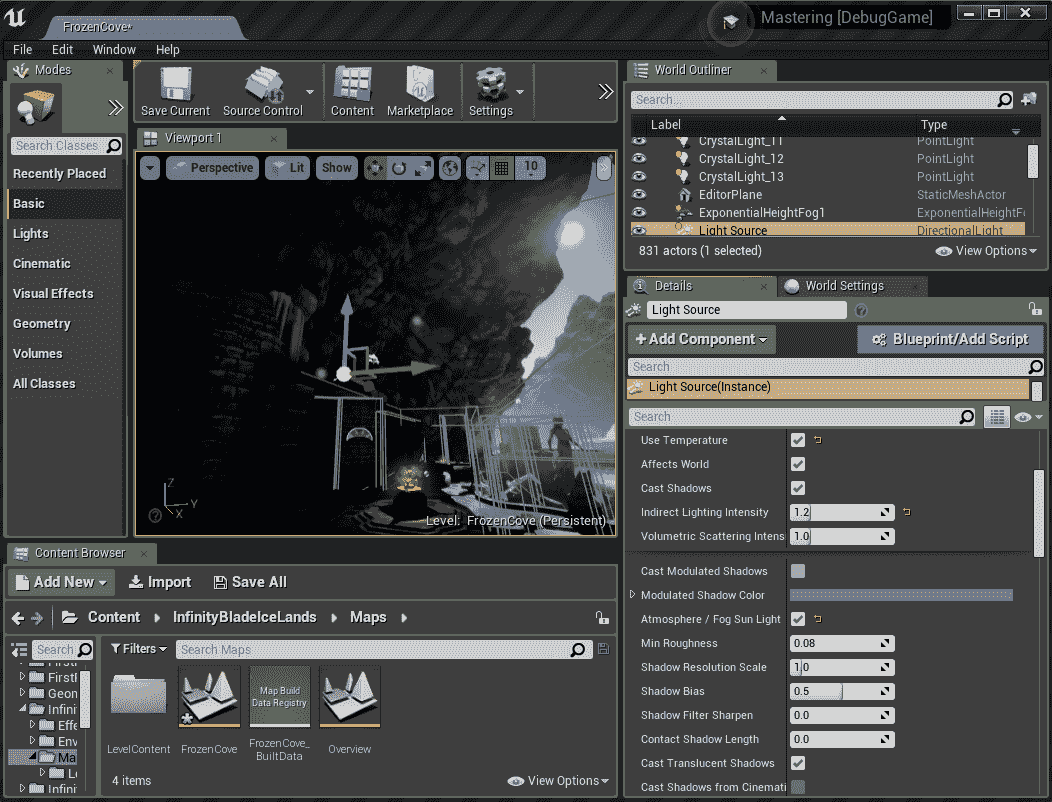 FrozenCove*
Mastering [DebugGame]
File Edit Window Help
Modes
Search Classes
Recently Placed
Basic
Lights
Cinematic
Visual Effects
Geometry
Volumes
All Classes
Save Current
Source Control
Content
Marketplace
Settings
Viewport 1
Perspective
Lit
Show
10
Z
Y
X
Level: FrozenCove (Persistent)
World Outliner
Search...
Label Type
CrystalLight_11 PointLight
CrystalLight_12 PointLight
CrystalLight_13 PointLight
EditorPlane StaticMeshActor
ExponentialHeightFog1 ExponentialHeightFo
Light Source DirectionalLight
831 actors (1 selected)
View Options
Details
World Settings
Light Source
+Add Component
Blueprint/Add Script
Search
Light Source(Instance)
Search
Use Temperature
Affects World
Cast Shadows
Indirect Lighting Intensity 1.2
Volumetric Scattering Intens 1.0
Cast Modulated Shadows
Modulated Shadow Color
Atmosphere / Fog Sun Light
Min Roughness 0.08
Shadow Resolution Scale 1.0
Shadow Bias 0.5
Shadow Filter Sharpen 0.0
Contact Shadow Length 0.0
Cast Translucent Shadows
Cast Shadows from Cinemati
Content Browser
Add New
Import
Save All
Content
InfinityBladeIceLands
Maps
Search
Filters
Search Maps
FirstP
Geon
Infini
Effe
Env
Ma
Le
Infini
LevelContent
FrozenCove
Map Build
Data Registry
FrozenCove_
BuiltData
Overview
4 items
View Options